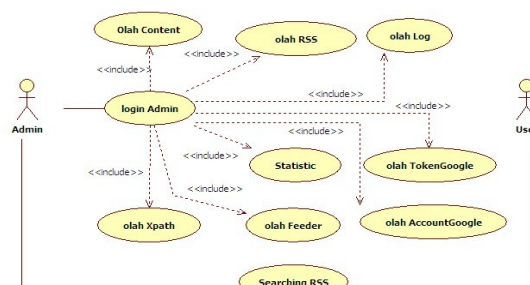 Olah Content
olah RSS
olah Log
<<include>>
<<include>>
<<include>>
login Admin
Admin
<<include>>
<<include>>
<<include>>
Statistic
olah TokenGoogle
<<include>>
<<include>>
olah Xpath
olah Feeder
olah AccountGoogle
Searching RSS